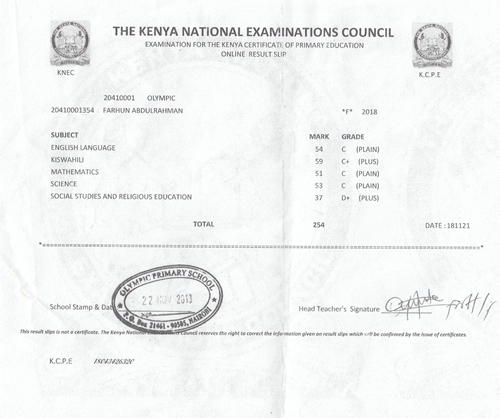 THE KENYA NATIONAL EXAMINATIONS COUNCIL
EXAMINATION FOR THE KENYA CERTIFICATE OF PRIMARY EDUCATION
ONLINE RESULT SLIP
KNEC
K.C.P.E
20410001 OLYMPIC
20410001354 FARHUN ABDULRAHMAN *F* 2018
SUBJECT MARK GRADE
ENGLISH LANGUAGE 54 C (PLAIN)
KISWAHILI 59 C+ (PLUS)
MATHEMATICS 51 C (PLAIN)
SCIENCE 53 C (PLAIN)
SOCIAL STUDIES AND RELIGIOUS EDUCATION 37 D+ (PLUS)
TOTAL 254 DATE :181121
OLYMPIC PRIMARY SCHOOL
22 NOV
P.O. Box 21461 - 90505, NAIROBI
School Stamp & Date
Head Teacher's Signature
This result slip is not a certificate. The Kenya National Examinations Council reserves the right to correct the information given on result slips which will be confirmed by the issue of certificates.
K.C.P.E